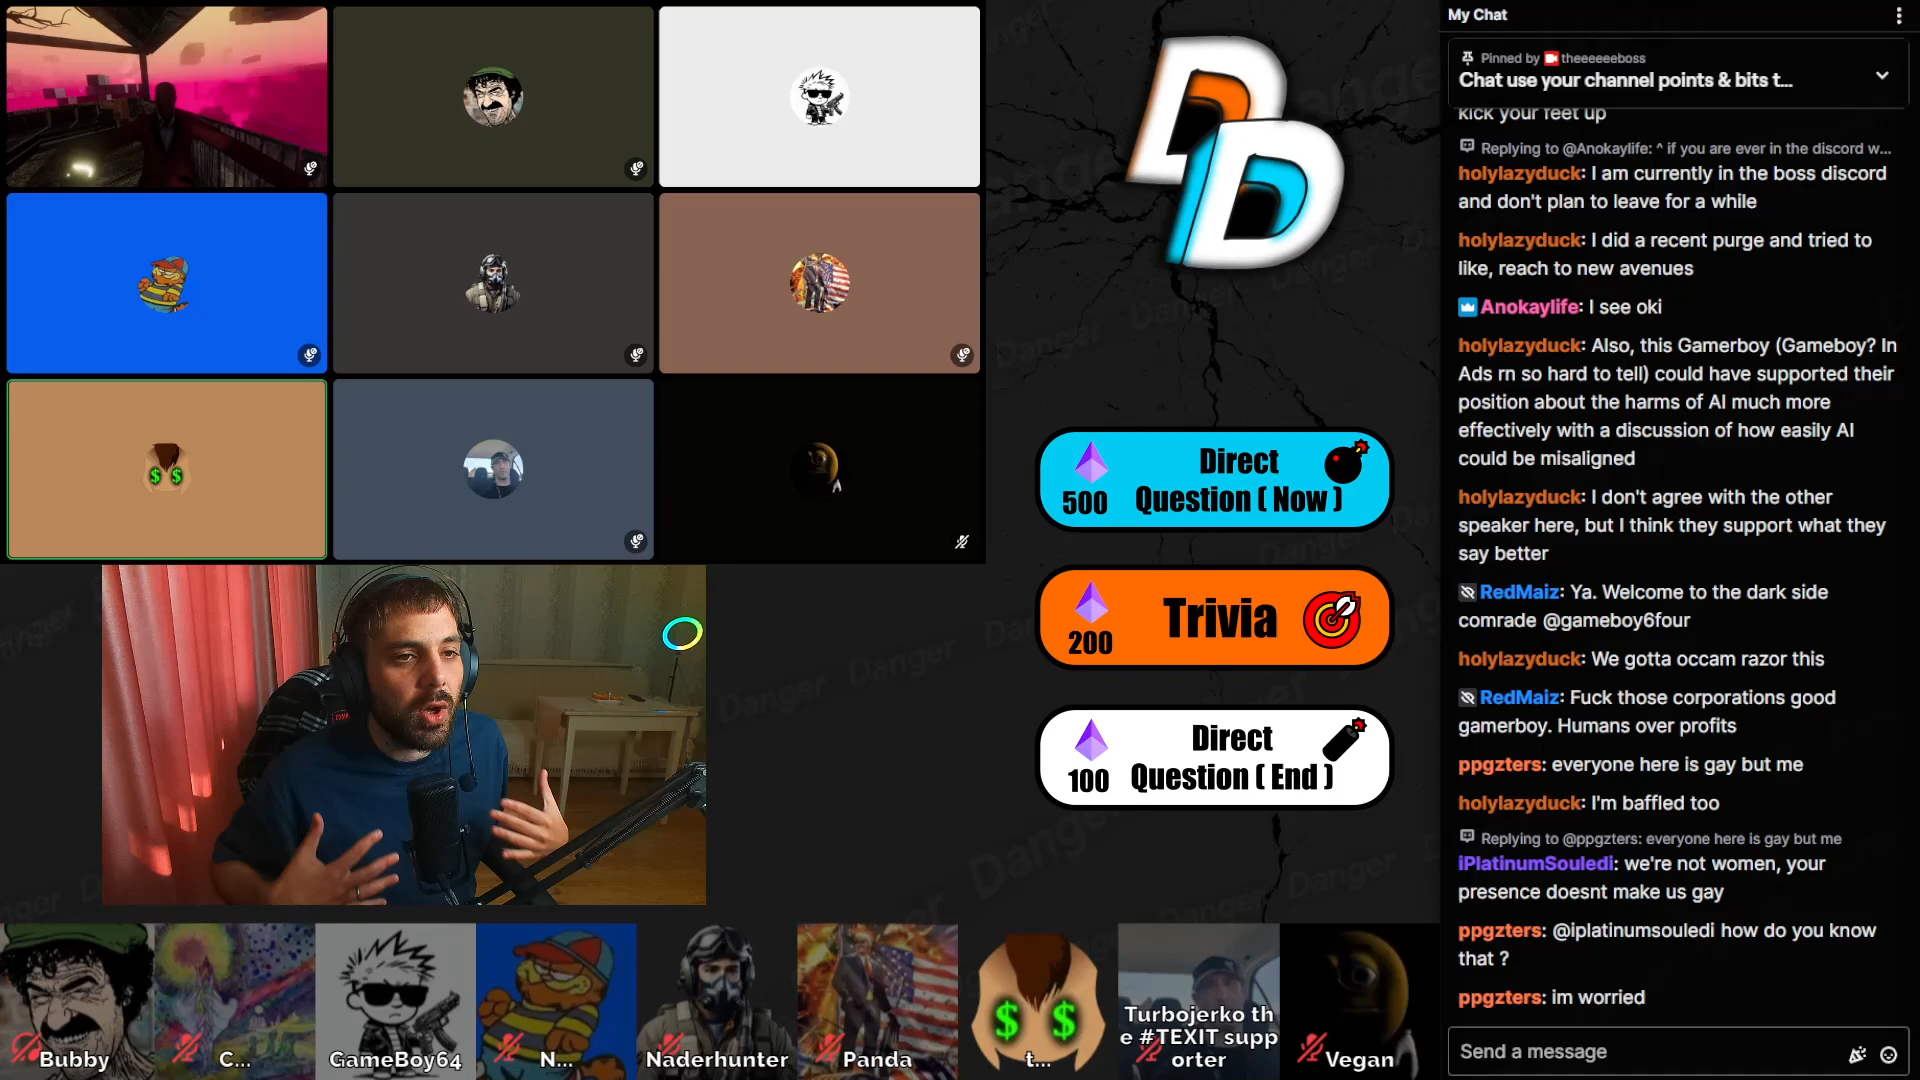 DD
500
Direct
Question ( Now )
200
Trivia
100
Direct
Question ( End )
Bubby
C...
GameBoy64
N...
Naderhunter
Panda
t...
Turbojerko th
e #TEXIT supp
orter
Vegan
My Chat
Pinned by theeeeeeboss
Chat use your channel points & bits t...
kick your feet up
Replying to @Anokaylife: ^ if you are ever in the discord w...
holylazyduck: I am currently in the boss discord
and don't plan to leave for a while
holylazyduck: I did a recent purge and tried to
like, reach to new avenues
Anokaylife: I see oki
holylazyduck: Also, this Gamerboy (Gameboy? In
Ads rn so hard to tell) could have supported their
position about the harms of AI much more
effectively with a discussion of how easily AI
could be misaligned
holylazyduck: I don't agree with the other
speaker here, but I think they support what they
say better
RedMaiz: Ya. Welcome to the dark side
comrade @gameboy6four
holylazyduck: We gotta occam razor this
RedMaiz: Fuck those corporations good
gamerboy. Humans over profits
ppgzters: everyone here is gay but me
holylazyduck: I'm baffled too
Replying to @ppgzters: everyone here is gay but me
iPlatinumSouledi: we're not women, your
presence doesnt make us gay
ppgzters: @iplatinumsouledi how do you know
that ?
ppgzters: im worried
Send a message
Danger Danger Danger